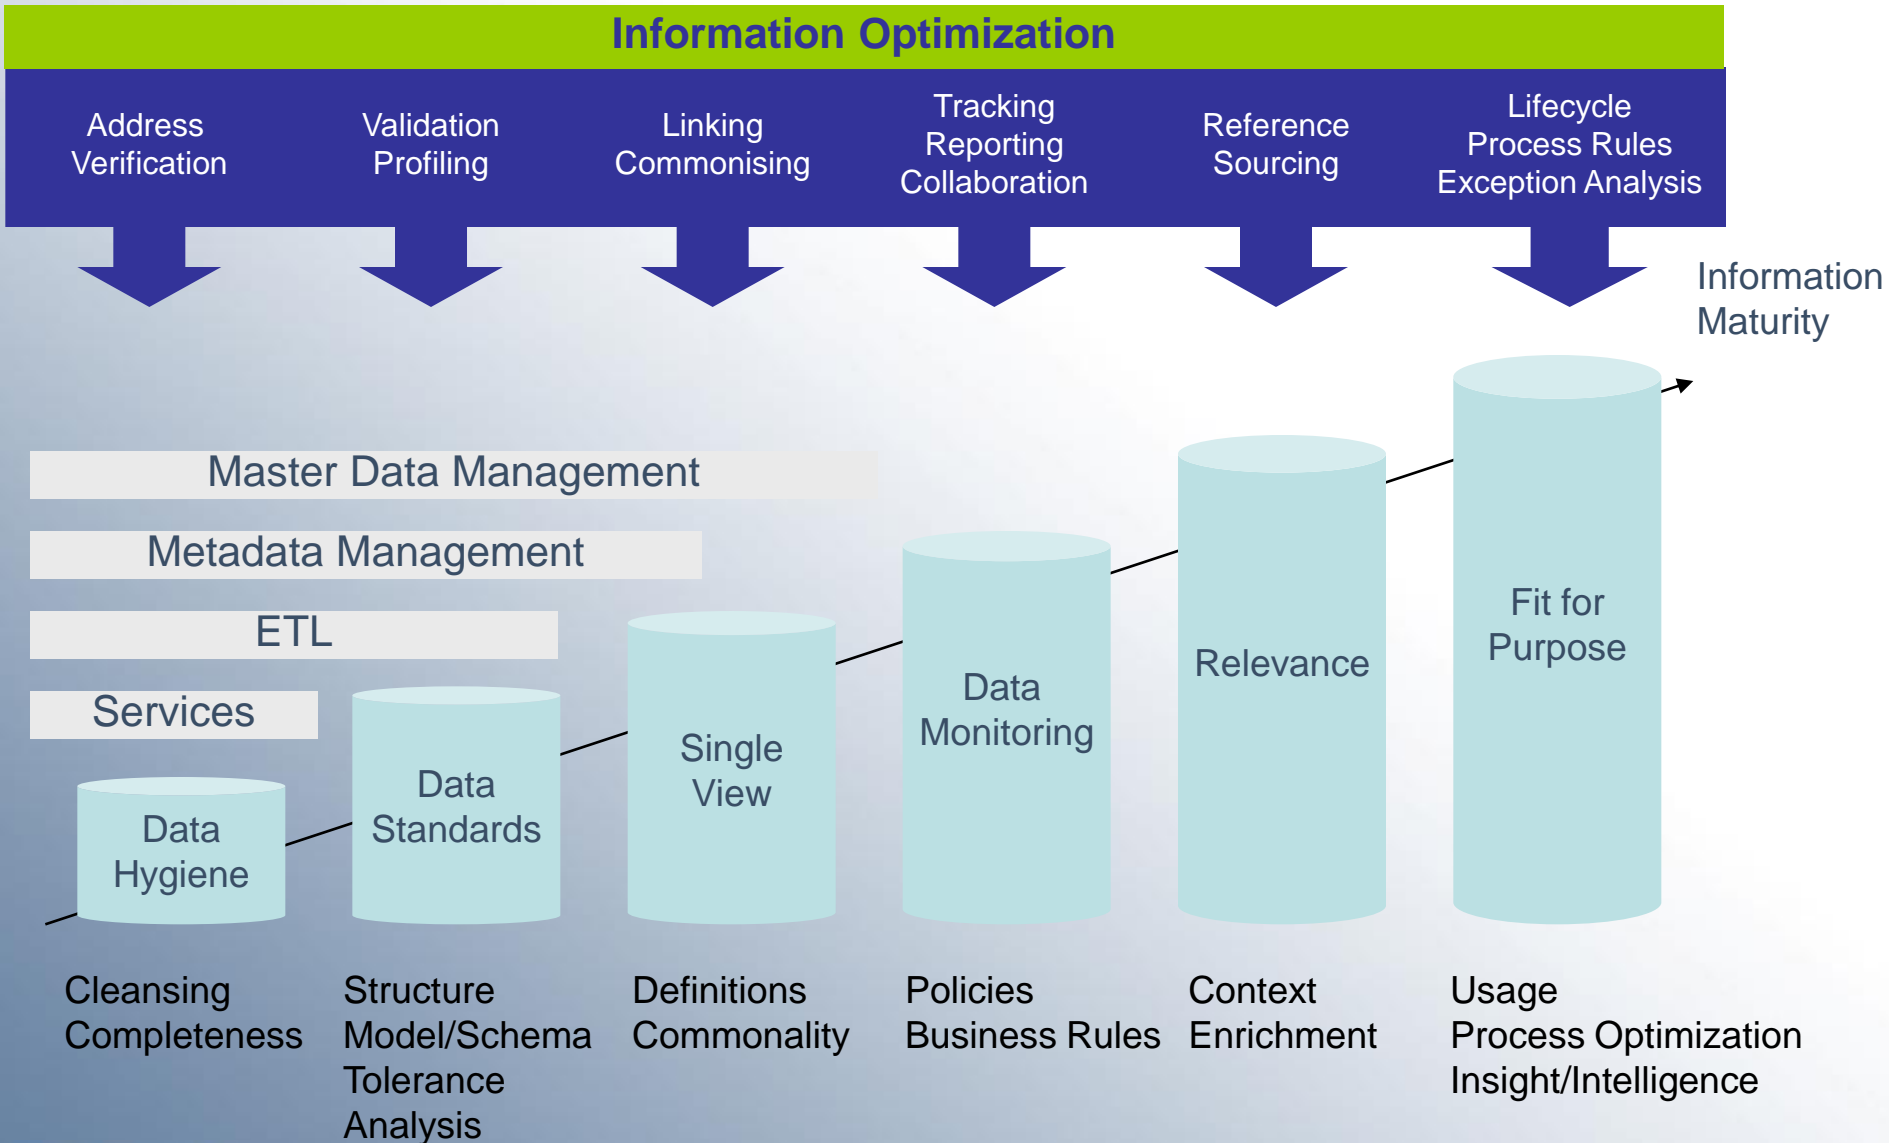 Information Optimization
Address
Verification
Validation
Profiling
Linking
Commonising
Tracking
Reporting
Collaboration
Reference
Sourcing
Lifecycle
Process Rules
Exception Analysis
Information
Maturity
Master Data Management
Metadata Management
ETL
Services
Data
Hygiene
Data
Standards
Single
View
Data
Monitoring
Relevance
Fit for
Purpose
Cleansing
Completeness
Structure
Model/Schema
Tolerance
Analysis
Definitions
Commonality
Policies
Business Rules
Context
Enrichment
Usage
Process Optimization
Insight/Intelligence